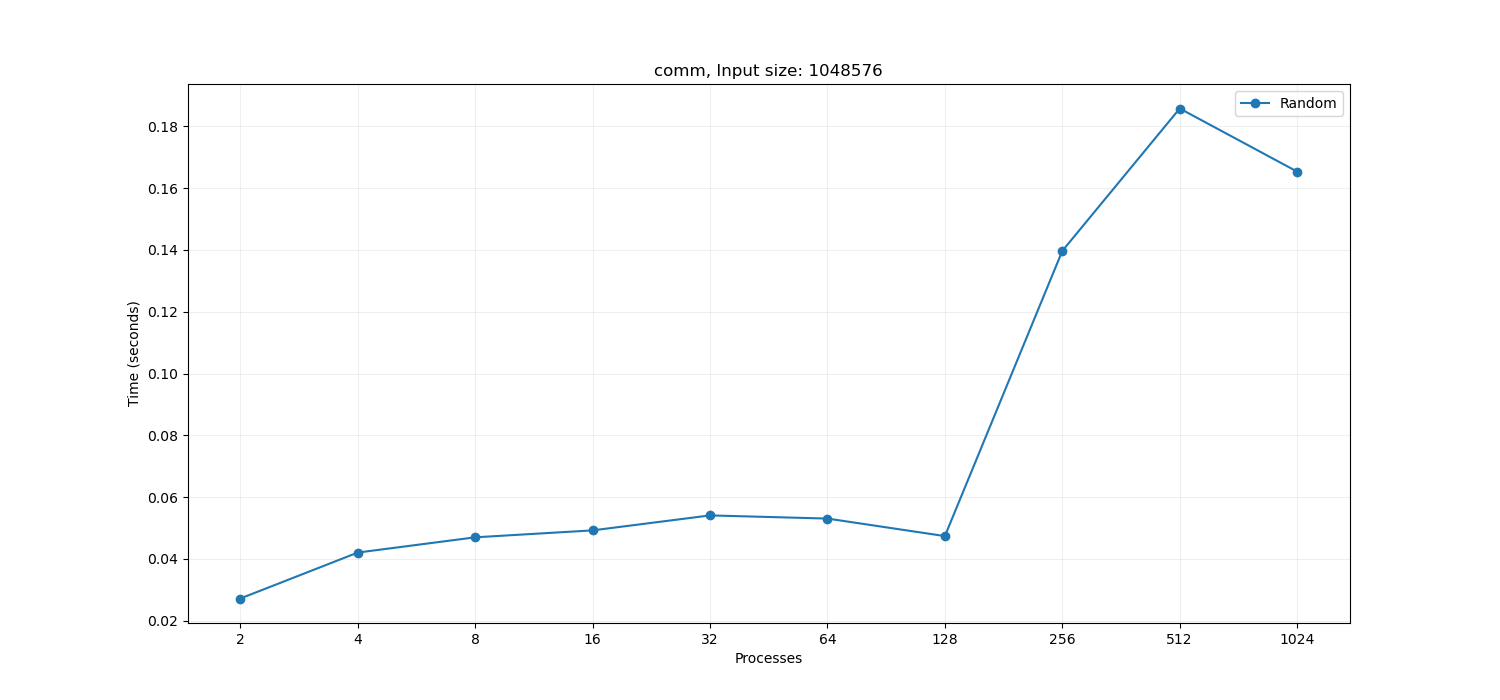 comm, Input size: 1048576
Random
0.18
0.16
0.14
0.12
0.10
0.08
0.06
0.04
0.02
Time (seconds)
2 4 8 16 32 64 128 256 512 1024
Processes